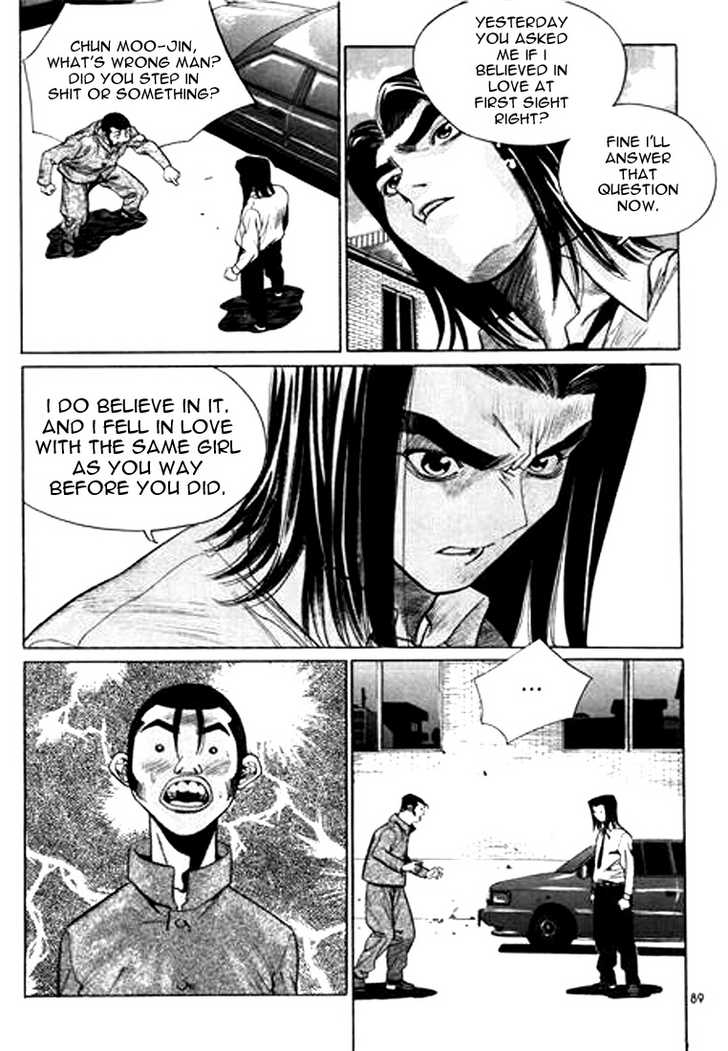 CHUN MOO-JIN,
WHAT'S WRONG MAN?
DID YOU STEP IN
SHIT OR SOMETHING?
YESTERDAY
YOU ASKED
ME IF I
BELIEVED IN
LOVE AT
FIRST SIGHT
RIGHT?
FINE I'LL
ANSWER
THAT
QUESTION
NOW.
I DO BELIEVE IN IT.
AND I FELL IN LOVE
WITH THE SAME GIRL
AS YOU WAY
BEFORE YOU DID.
...
89